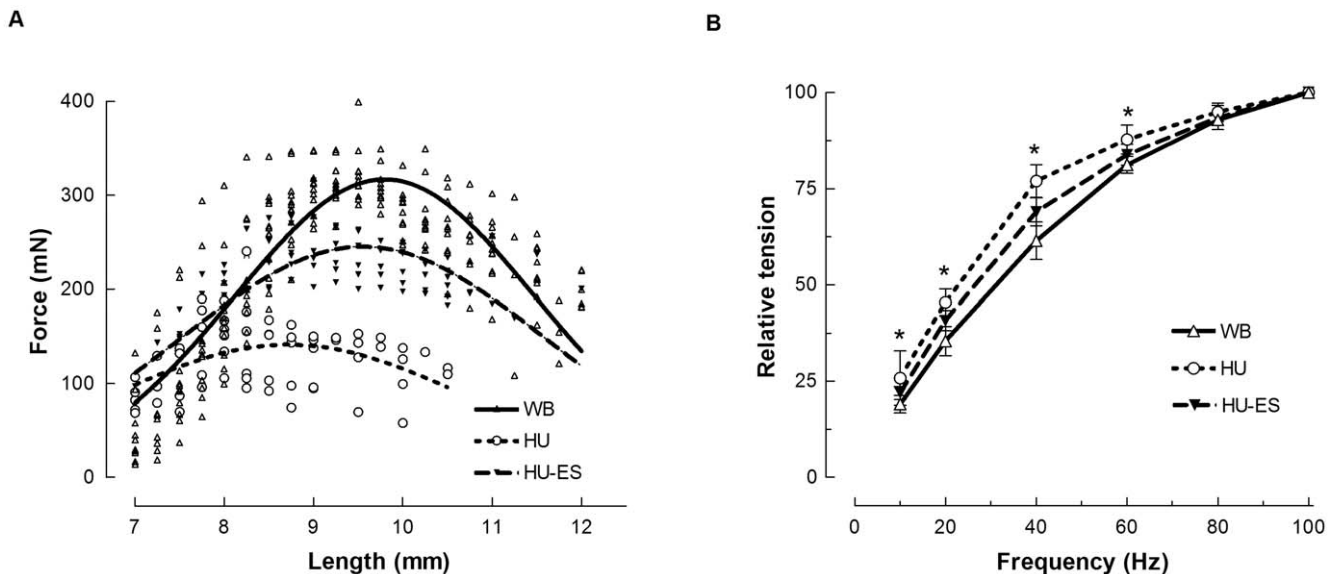 A
400
300
200
100
0
Force (mN)
WB
HU
HU-ES
7 8 9 10 11 12
Length (mm)
B
100
75
50
25
0
Relative tension
*
*
*
*
WB
HU
HU-ES
0 20 40 60 80 100
Frequency (Hz)